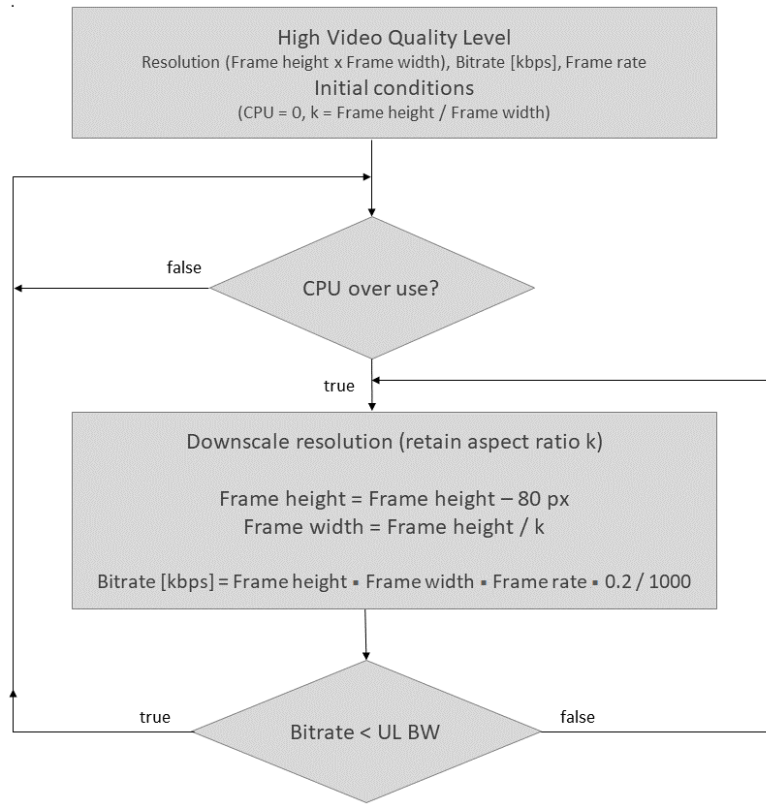 High Video Quality Level
Resolution (Frame height x Frame width), Bitrate [kbps], Frame rate
Initial conditions
(CPU = 0, k = Frame height / Frame width)
false
CPU over use?
true
Downscale resolution (retain aspect ratio k)
Frame height = Frame height – 80 px
Frame width = Frame height / k
Bitrate [kbps] = Frame height ▪ Frame width ▪ Frame rate ▪ 0.2 / 1000
true
Bitrate < UL BW
false